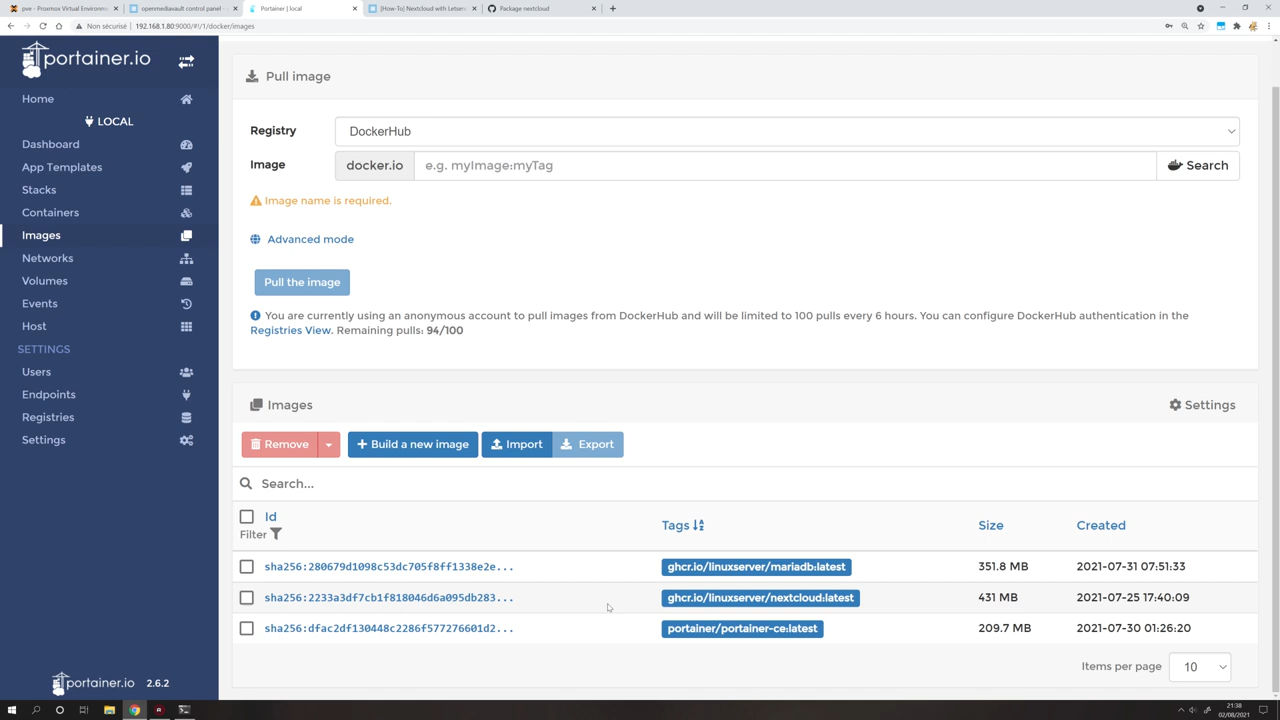 pve - Proxmox Virtual Environm
openmediavault control panel
Portainer | local
[How-To] Nextcloud with Letsen
Package nextcloud
Non sécurisé | 192.168.1.80:9000/#!/1/docker/images
portainer.io
Home
LOCAL
Dashboard
App Templates
Stacks
Containers
Images
Networks
Volumes
Events
Host
SETTINGS
Users
Endpoints
Registries
Settings
portainer.io 2.6.2
Pull image
Registry DockerHub
Image docker.io e.g. myImage:myTag Search
Image name is required.
Advanced mode
Pull the image
You are currently using an anonymous account to pull images from DockerHub and will be limited to 100 pulls every 6 hours. You can configure DockerHub authentication in the
Registries View. Remaining pulls: 94/100
Images Settings
Remove Build a new image Import Export
Search...
Id
Filter Tags Size Created
sha256:280679d1098c53dc705f8ff1338e2e... ghcr.io/linuxserver/mariadb:latest 351.8 MB 2021-07-31 07:51:33
sha256:2233a3df7cb1f818046d6a095db283... ghcr.io/linuxserver/nextcloud:latest 431 MB 2021-07-25 17:40:09
sha256:dfac2df130448c2286f577276601d2... portainer/portainer-ce:latest 209.7 MB 2021-07-30 01:26:20
Items per page 10
21:38
02/08/2021